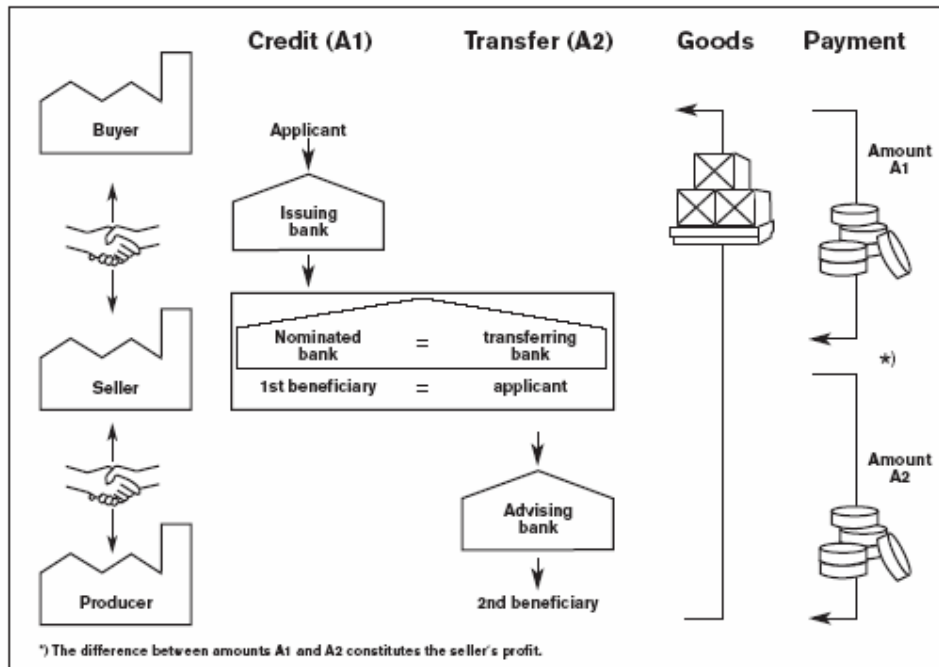 Credit (A1) Transfer (A2) Goods Payment
Buyer
Applicant
Amount
A1
Issuing
bank
Nominated
bank
=
transferring
bank
*)
Seller
1st beneficiary = applicant
Amount
A2
Advising
bank
Producer
2nd beneficiary
*) The difference between amounts A1 and A2 constitutes the seller's profit.